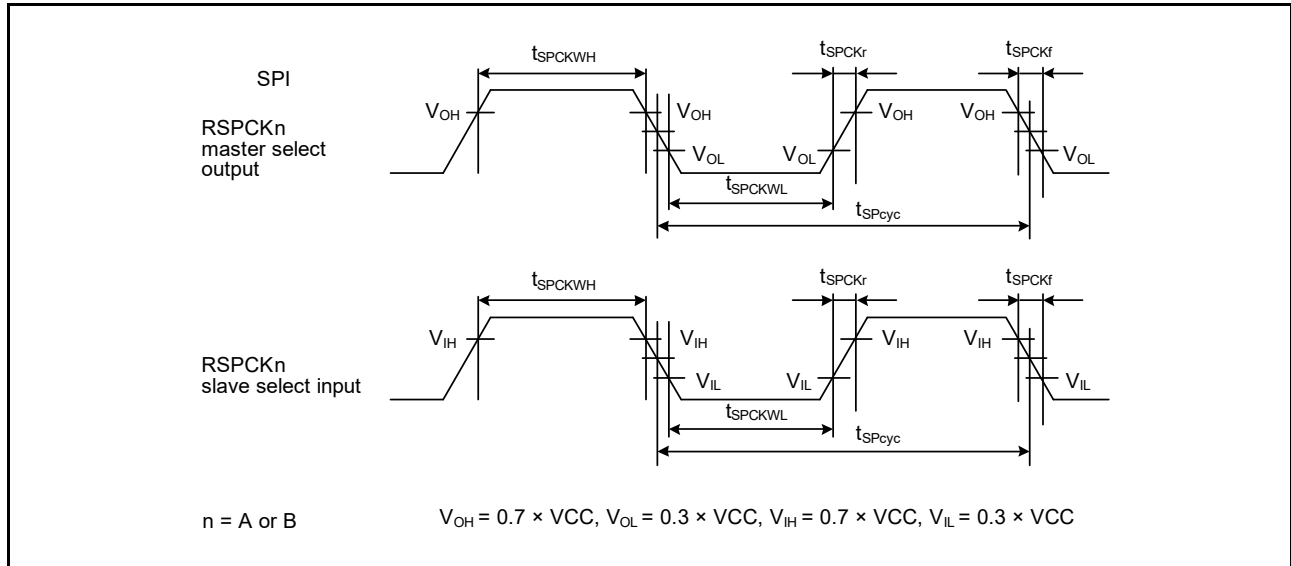 SPI
RSPCKn
master select
output
tSPCKWH
tSPCKr
tSPCKf
VOH
VOH
VOL
VOL
VOH
VOH
VOL
tSPCKWL
tSPcyc
RSPCKn
slave select input
tSPCKWH
tSPCKr
tSPCKf
VIH
VIH
VIL
VIL
VIH
VIH
VIL
tSPCKWL
tSPcyc
n = A or B
VOH = 0.7 × VCC, VOL = 0.3 × VCC, VIH = 0.7 × VCC, VIL = 0.3 × VCC